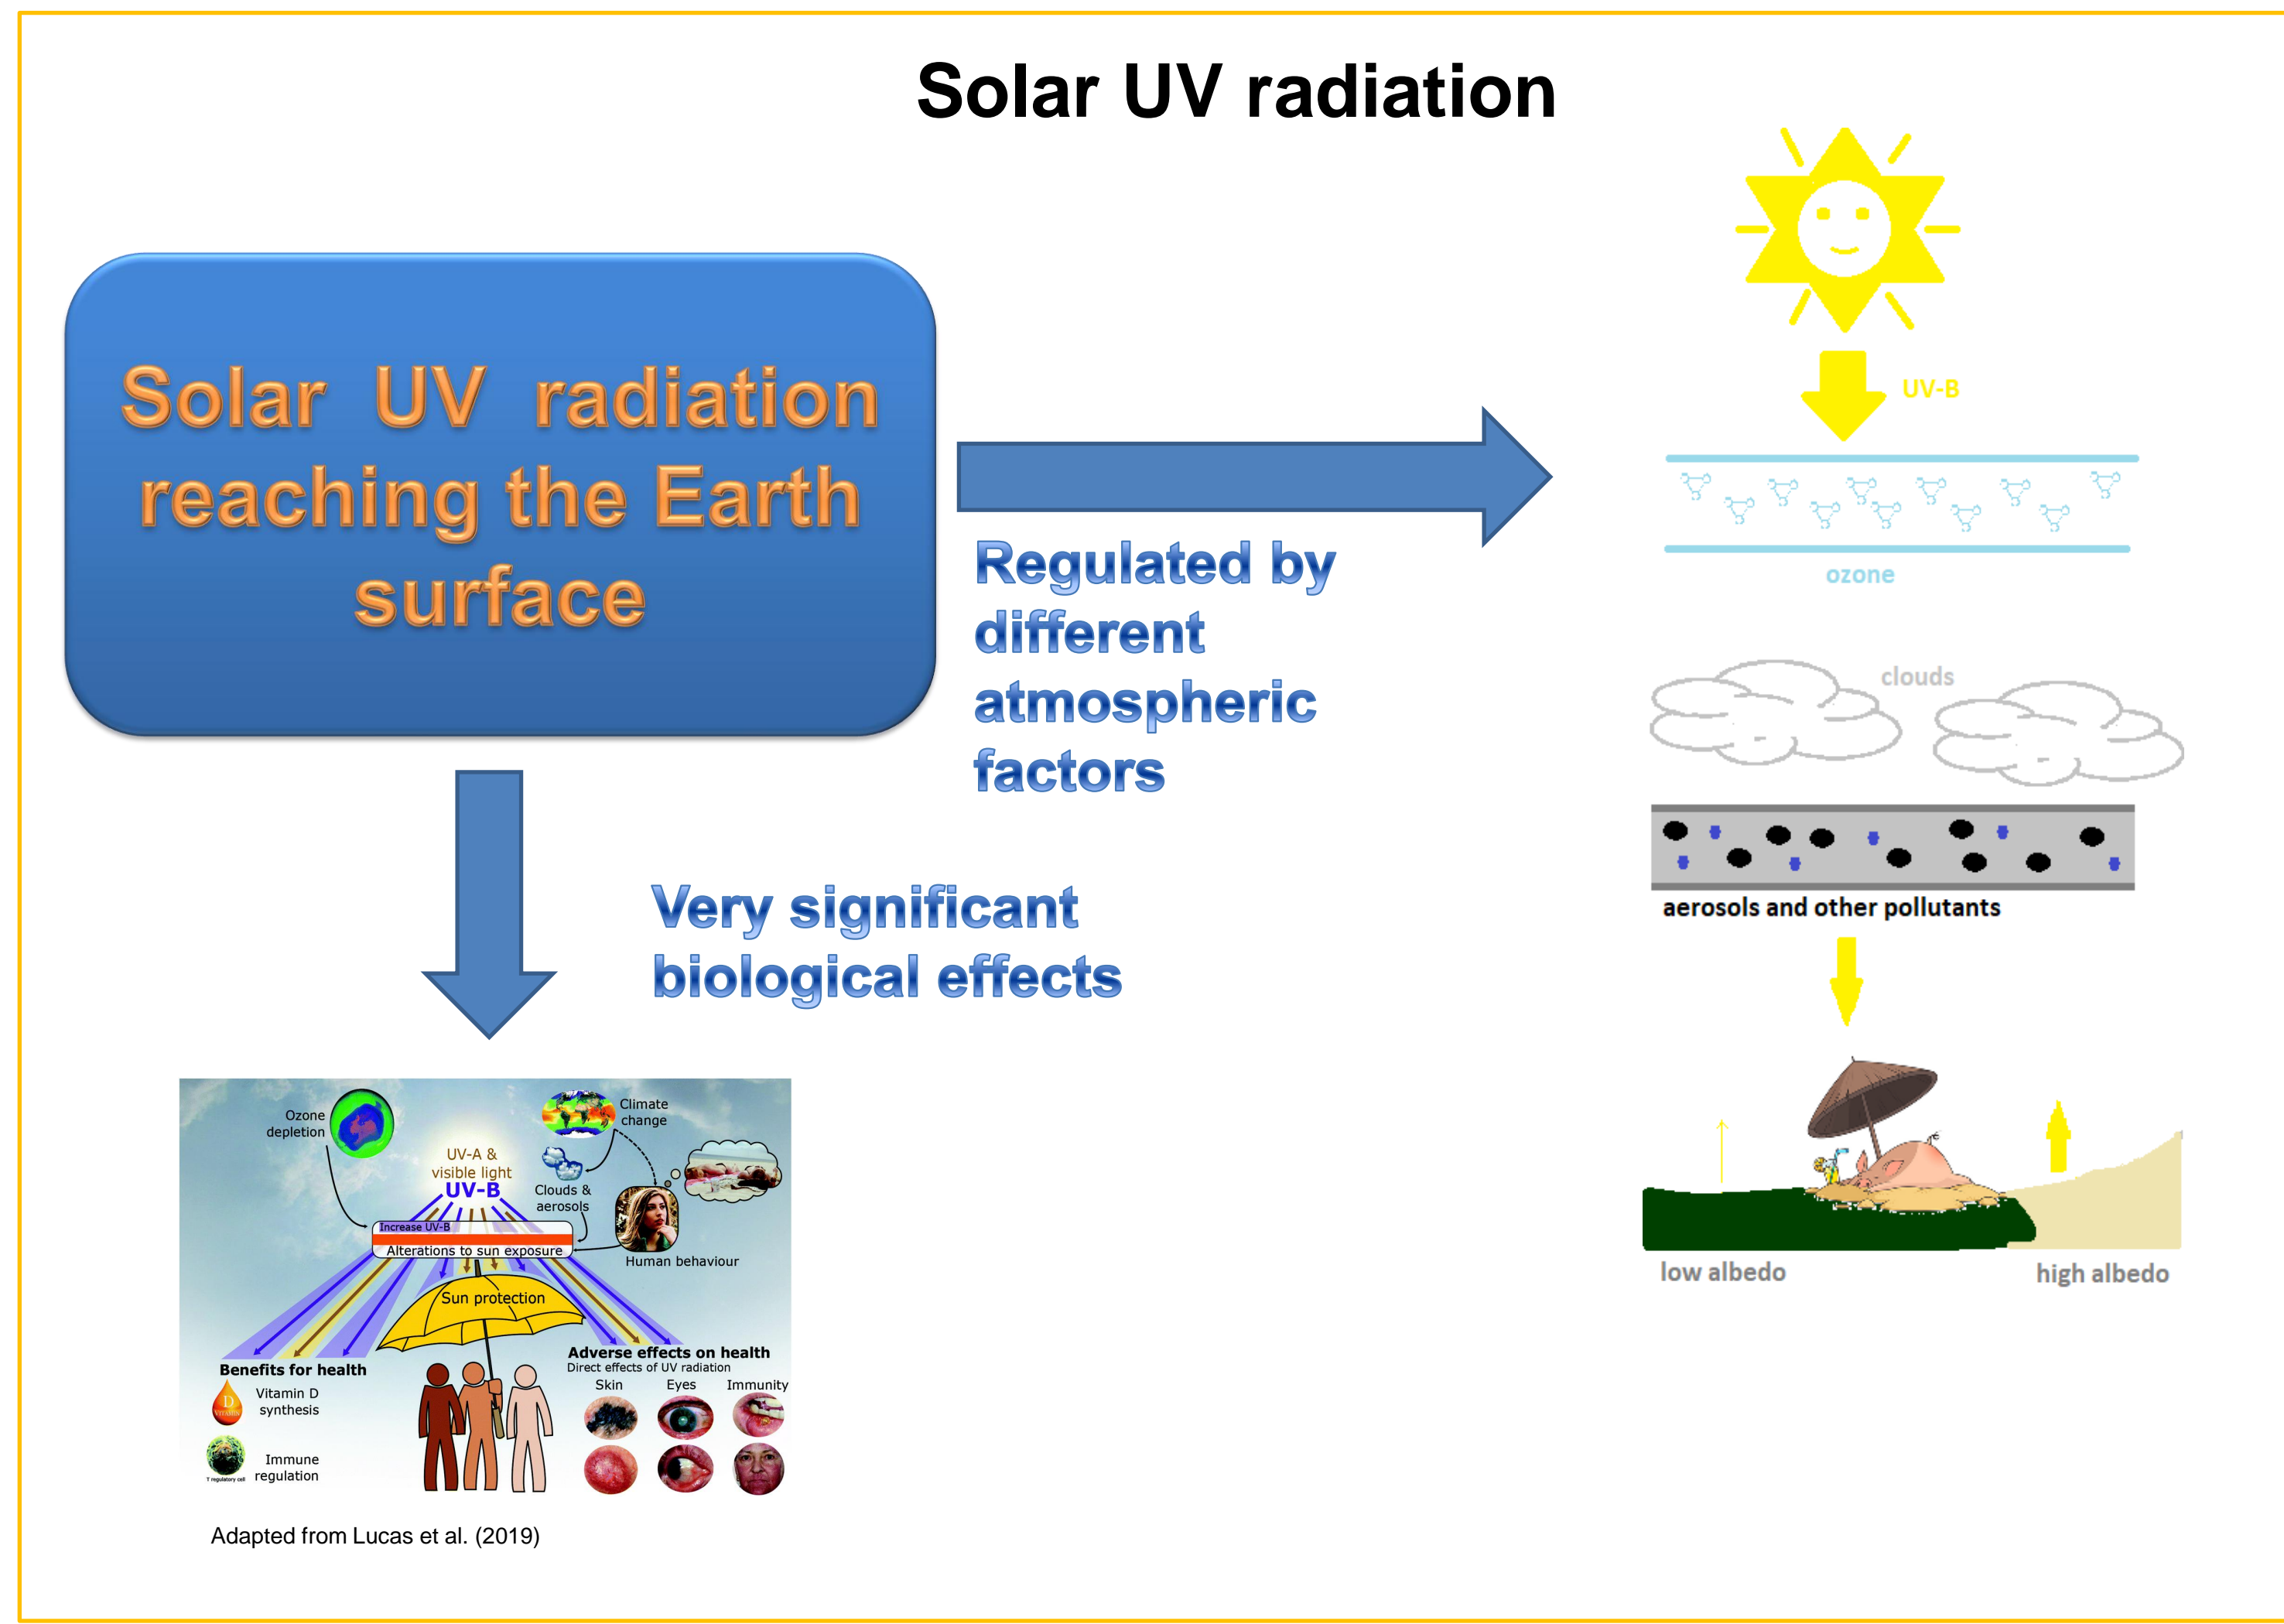 Solar UV radiation
Solar UV radiation
reaching the Earth
surface
Regulated by
different
atmospheric
factors
Very significant
biological effects
UV-B
ozone
clouds
aerosols and other pollutants
low albedo
high albedo
Ozone
depletion
UV-A &
visible light
UV-B
Climate
change
Clouds &
aerosols
Increase UV-B
Alterations to sun exposure
Human behaviour
Sun protection
Benefits for health
D
VITAMIN
Vitamin D
synthesis
T regulatory cell
Immune
regulation
Adverse effects on health
Direct effects of UV radiation
Skin Eyes Immunity
Adapted from Lucas et al. (2019)